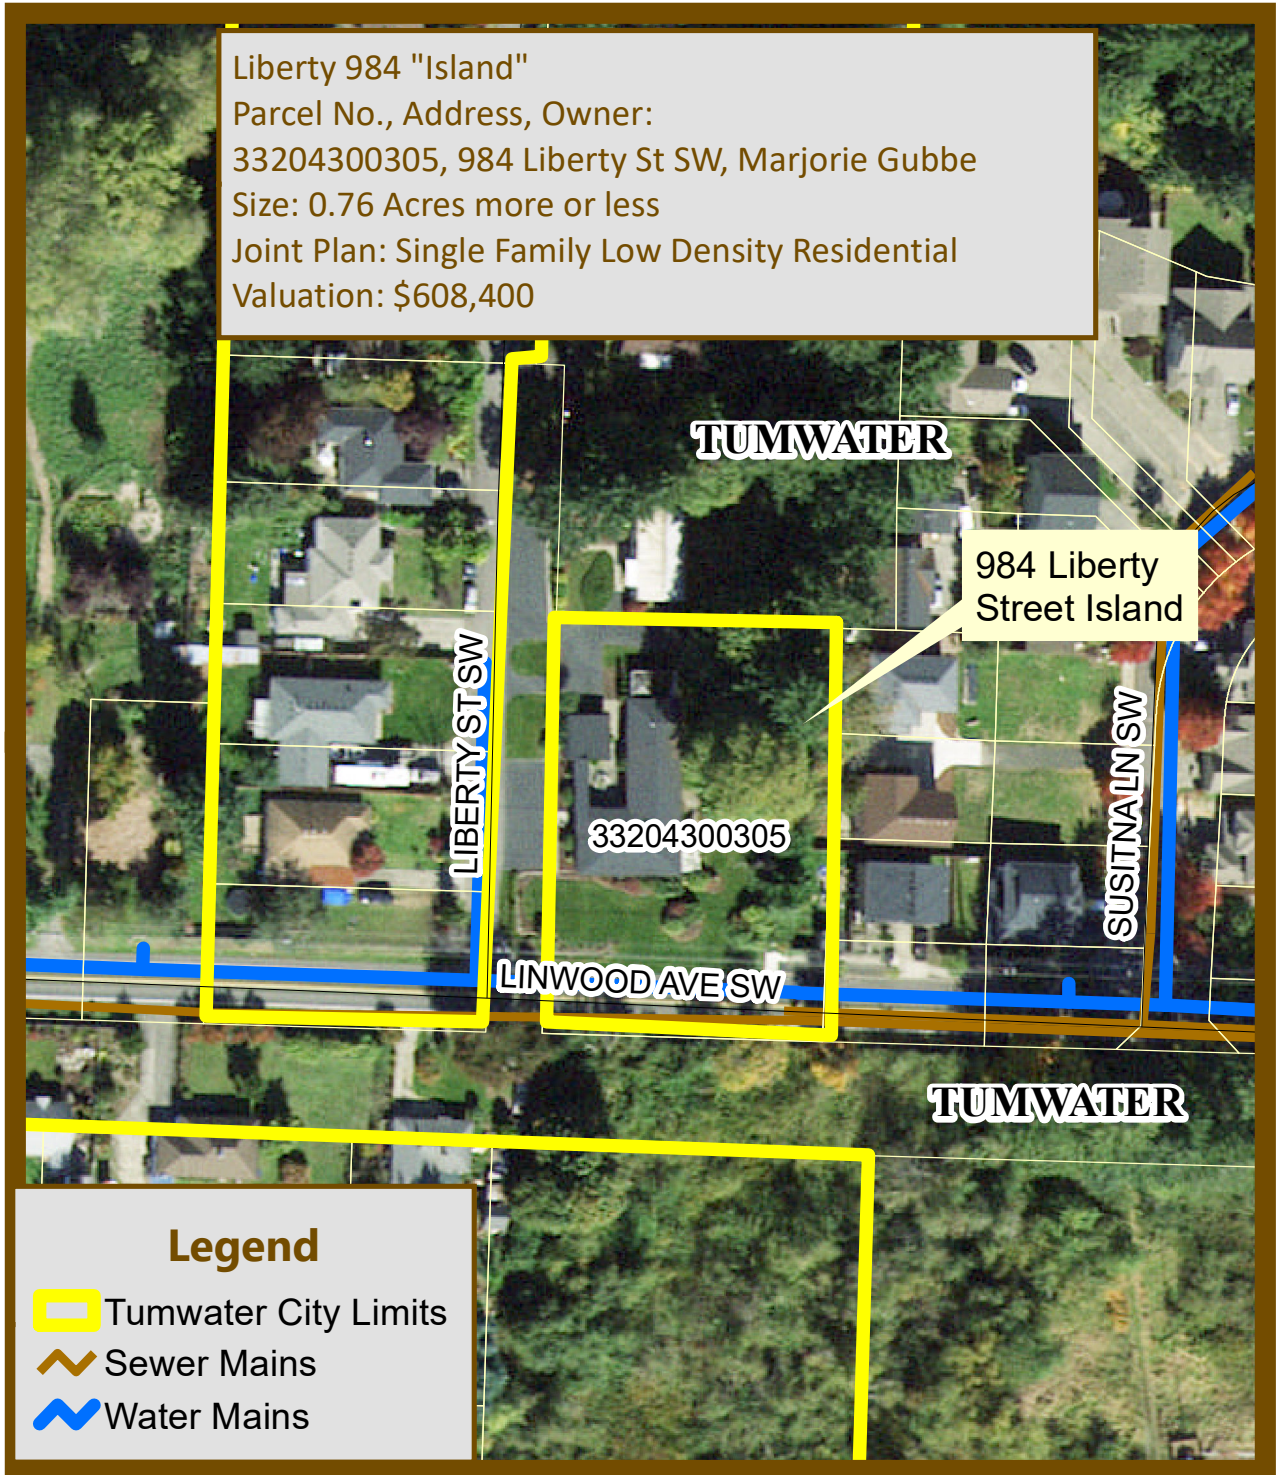 Liberty 984 "Island"
Parcel No., Address, Owner:
33204300305, 984 Liberty St SW, Marjorie Gubbe
Size: 0.76 Acres more or less
Joint Plan: Single Family Low Density Residential
Valuation: $608,400
TUMWATER
984 Liberty
Street Island
LIBERTY ST SW
SUSITNA LN SW
33204300305
LINWOOD AVE SW
TUMWATER
Legend
Tumwater City Limits
Sewer Mains
Water Mains